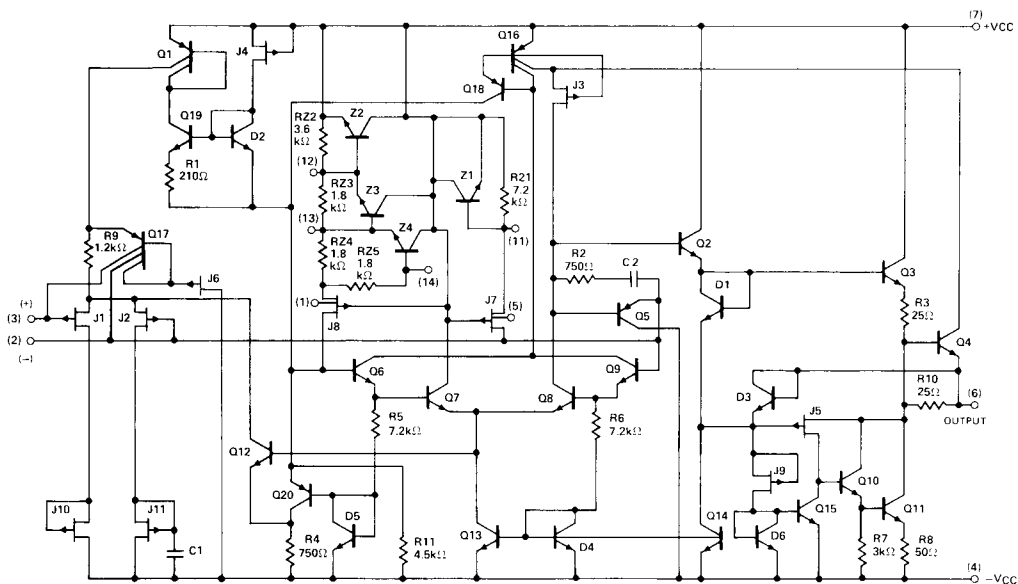 (7)
+VCC
Q1
J4
Q16
Q18
J3
Q19
D2
R1
210Ω
Z2
RZ2
3.6
kΩ
(12)
RZ3
1.8
kΩ
Z3
Z1
R21
7.2
kΩ
(13)
Z4
(11)
RZ4
1.8
kΩ
RZ5
1.8
kΩ
(14)
R9
1.2kΩ
Q17
J6
R2
750Ω
C2
Q2
Q3
D1
R3
25Ω
(1)
J8
J7
(5)
Q5
(+)
(3)
J1
J2
(2)
(−)
Q4
Q6
Q7
Q8
Q9
R5
7.2kΩ
R6
7.2kΩ
D3
R10
25Ω
(6)
OUTPUT
J5
Q12
J9
Q10
Q20
D5
R11
4.5kΩ
Q13
D4
Q14
D6
Q15
Q11
J10
J11
C1
R4
750Ω
R7
3kΩ
R8
50Ω
(4)
−VCC